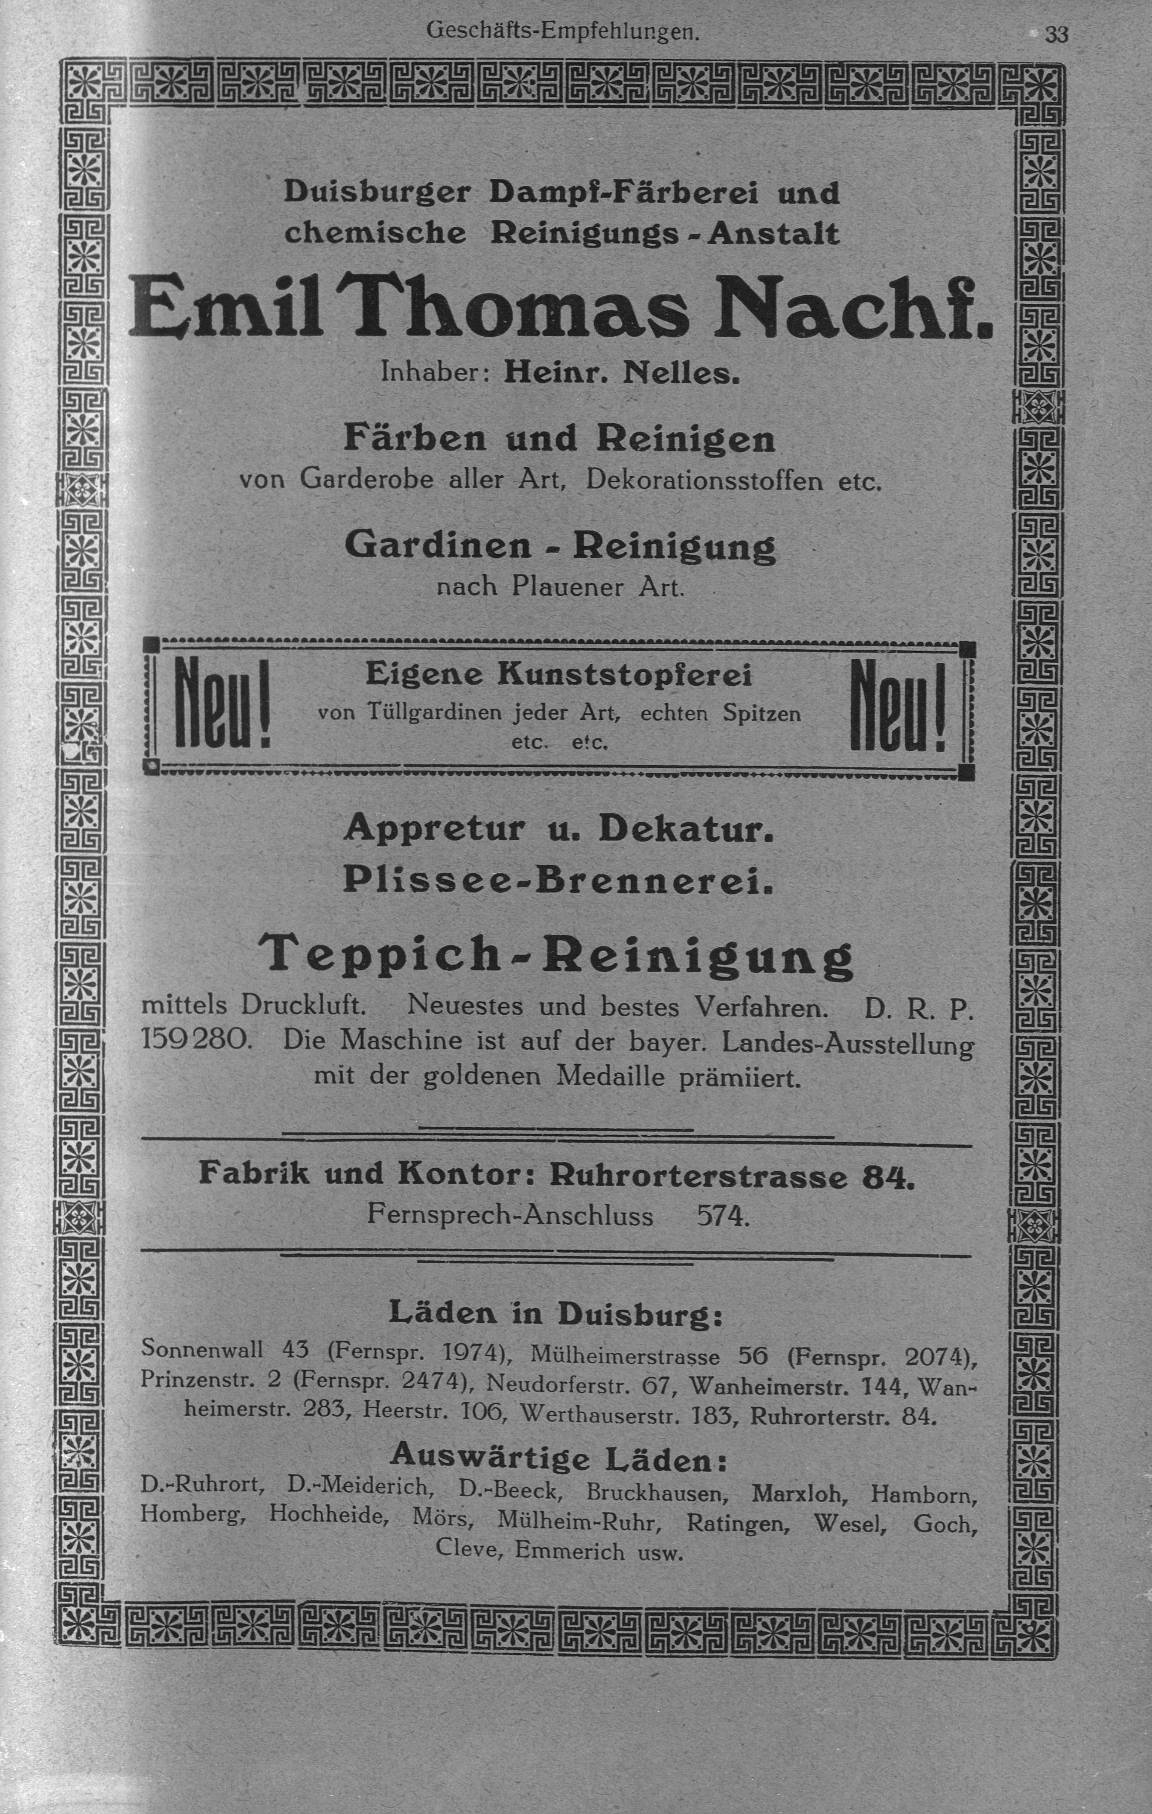 Geschäfts-Empfehlungen. 33
Duisburger Dampf-Färberei und
chemische Reinigungs-Anstalt
Emil Thomas Nachf.
Inhaber: Heinr. Nelles.
Färben und Reinigen
von Garderobe aller Art, Dekorationsstoffen etc.
Gardinen-Reinigung
nach Plauener Art.
Neu!
Eigene Kunststopferei
von Tüllgardinen jeder Art, echten Spitzen
etc. etc.
Neu!
Appretur u. Dekatur.
Plissee-Brennerei.
Teppich-Reinigung
mittels Druckluft. Neuestes und bestes Verfahren. D. R. P.
159280. Die Maschine ist auf der bayer. Landes-Ausstellung
mit der goldenen Medaille prämiiert.
Fabrik und Kontor: Ruhrorterstrasse 84.
Fernsprech-Anschluss 574.
Läden in Duisburg:
Sonnenwall 43 (Fernspr. 1974), Mülheimerstrasse 56 (Fernspr. 2074),
Prinzenstr. 2 (Fernspr. 2474), Neudorferstr. 67, Wanheimerstr. 144, Wan-
heimerstr. 283, Heerstr. 106, Werthauserstr. 183, Ruhrorterstr. 84.
Auswärtige Läden:
D.-Ruhrort, D.-Meiderich, D.-Beeck, Bruckhausen, Marxloh, Hamborn,
Homberg, Hochheide, Mörs, Mülheim-Ruhr, Ratingen, Wesel, Goch,
Cleve, Emmerich usw.